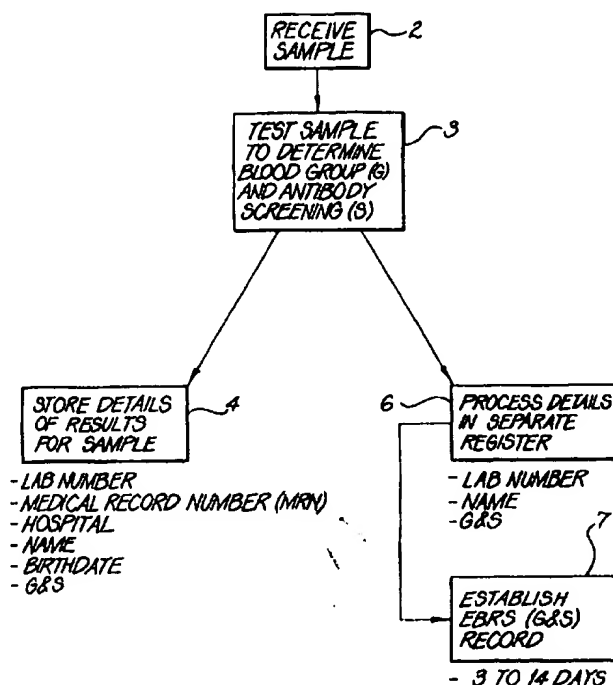 RECEIVE
SAMPLE
2
TEST SAMPLE
TO DETERMINE
BLOOD GROUP (G)
AND ANTIBODY
SCREENING (S)
3
STORE DETAILS
OF RESULTS
FOR SAMPLE
4
- LAB NUMBER
- MEDICAL RECORD NUMBER (MRN)
- HOSPITAL
- NAME
- BIRTHDATE
- G&S
6
PROCESS DETAILS
IN SEPARATE
REGISTER
- LAB NUMBER
- NAME
- G&S
7
ESTABLISH
EBRS (G&S)
RECORD
- 3 TO 14 DAYS